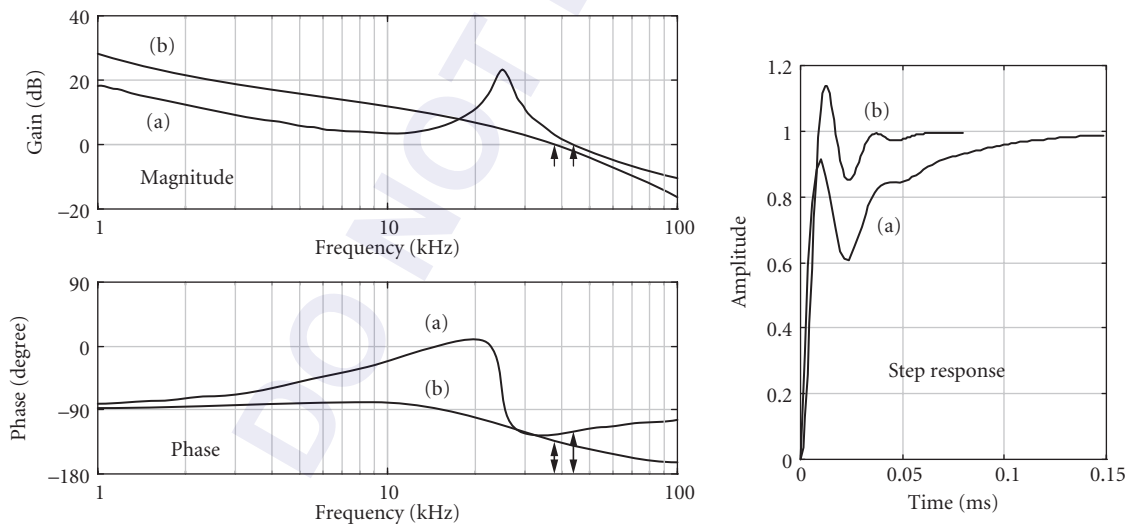 DO NOT
40
20
0
−20
Gain (dB)
(b)
(a)
Magnitude
1
10
100
Frequency (kHz)
90
0
−90
−180
Phase (degree)
(a)
(b)
Phase
1
10
100
Frequency (kHz)
1.2
1
0.8
0.6
0.4
0.2
0
Amplitude
(b)
(a)
Step response
0
0.05
0.1
0.15
Time (ms)